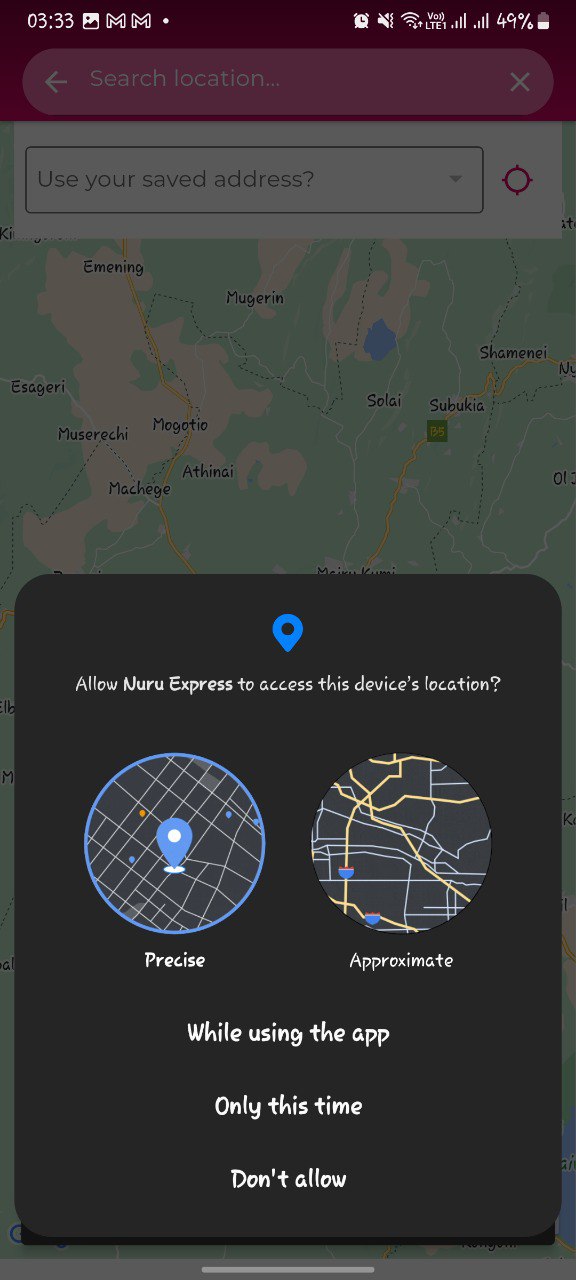 03:33
Vo))
LTE1
49%
Search location...
Use your saved address?
Emening
Mugerin
Shamenei
Esageri
Solai
Subukia
B5
Mogotio
Muserechi
Athinai
Machege
Allow Nuru Express to access this device's location?
Precise
Approximate
While using the app
Only this time
Don't allow